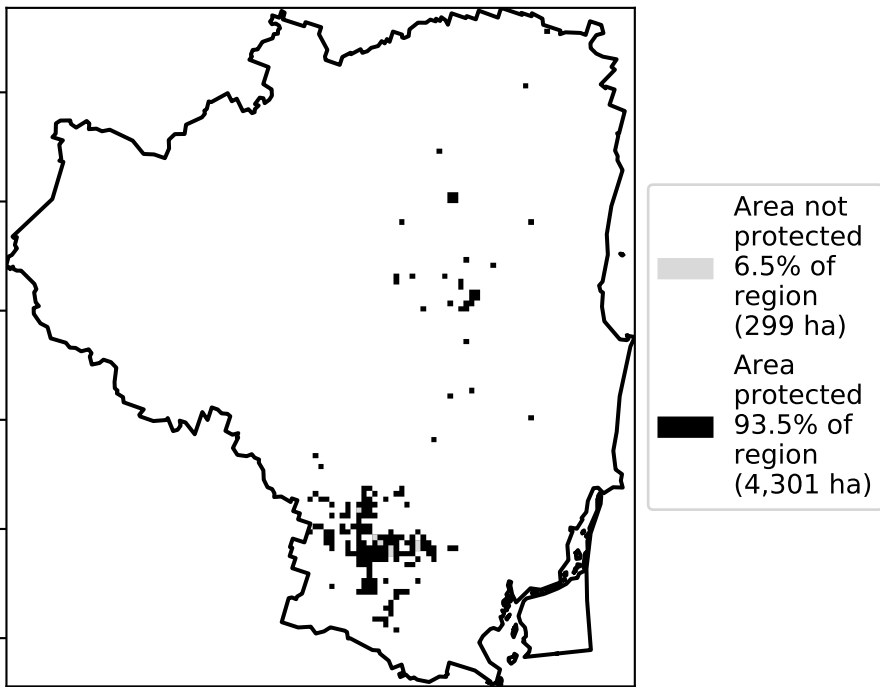 Area not
protected
6.5% of
region
(299 ha)
Area
protected
93.5% of
region
(4,301 ha)